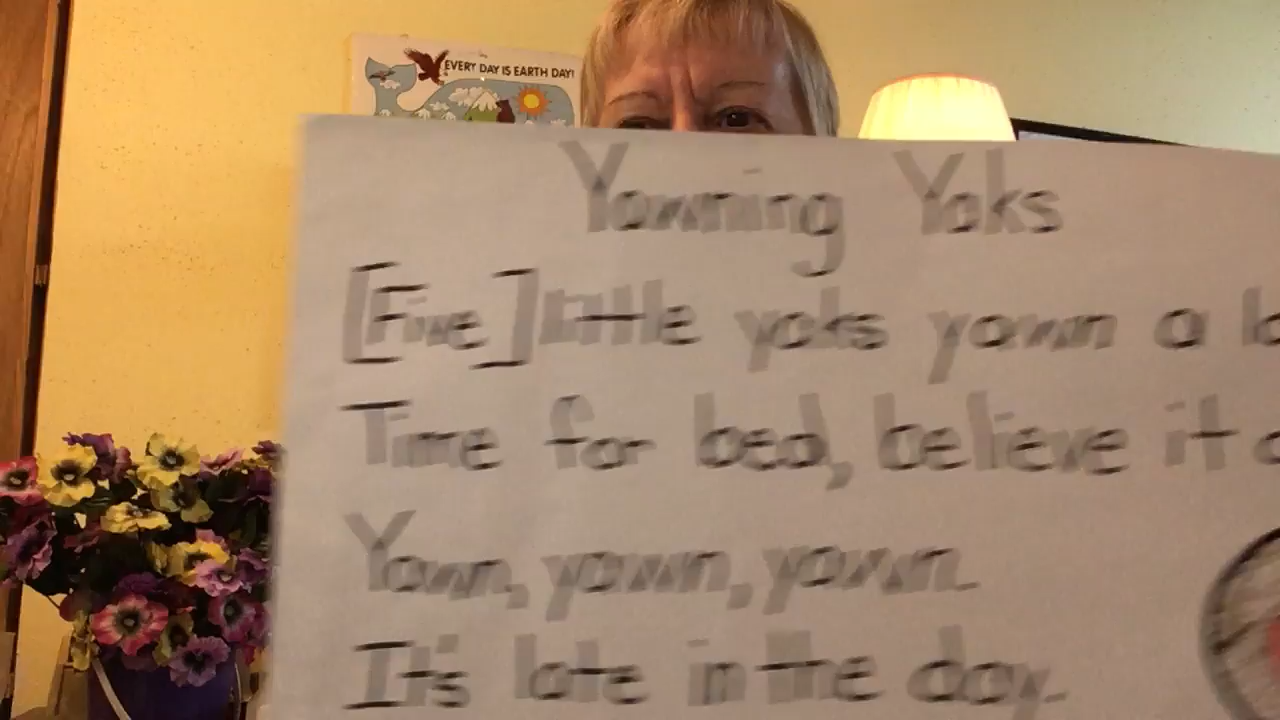 EVERY DAY IS EARTH DAY!
Yawning Yaks
[Five] little yaks yawn a
Time for bed, believe it
Yawn, yawn, yawn.
It's late in the day.